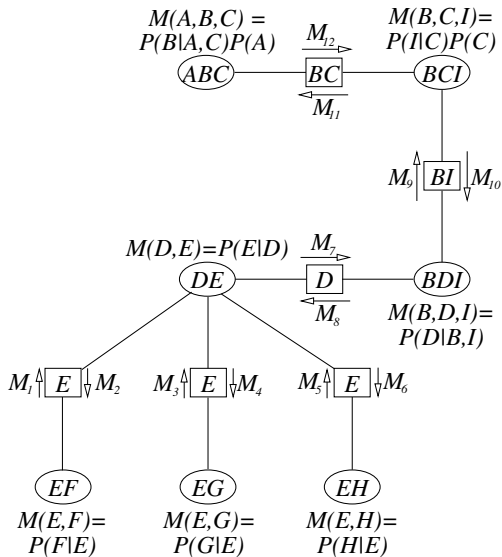 M(A,B,C) =
P(B|A,C)P(A)
M₁₂
M(B,C,I)=
P(I|C)P(C)
ABC
BC
BCI
M₁₁
M₉
BI
M₁₀
M(D,E)=P(E|D)
M₇
DE
D
BDI
M₈
M(B,D,I)=
P(D|B,I)
M₁
E
M₂
M₃
E
M₄
M₅
E
M₆
EF
EG
EH
M(E,F)=
P(F|E)
M(E,G)=
P(G|E)
M(E,H)=
P(H|E)